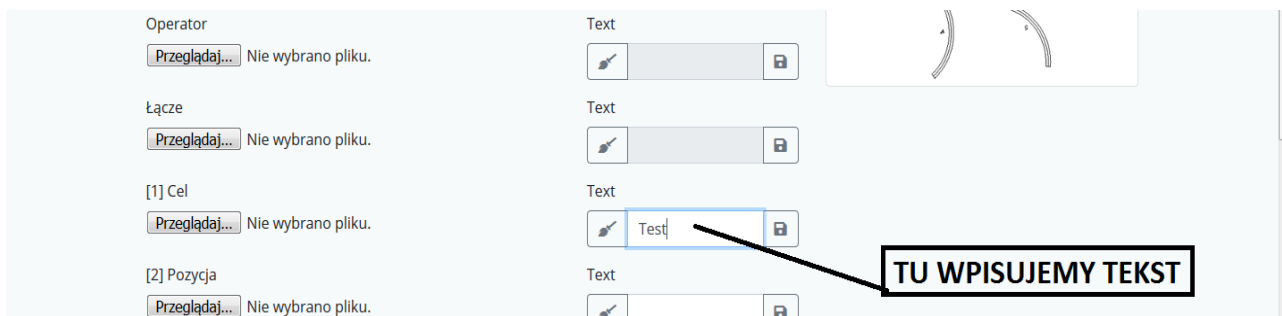 Operator Text
Przeglądaj... Nie wybrano pliku.
Łącze Text
Przeglądaj... Nie wybrano pliku.
[1] Cel Text
Przeglądaj... Nie wybrano pliku. Test
TU WPISUJEMY TEKST
[2] Pozycja Text
Przeglądaj... Nie wybrano pliku.